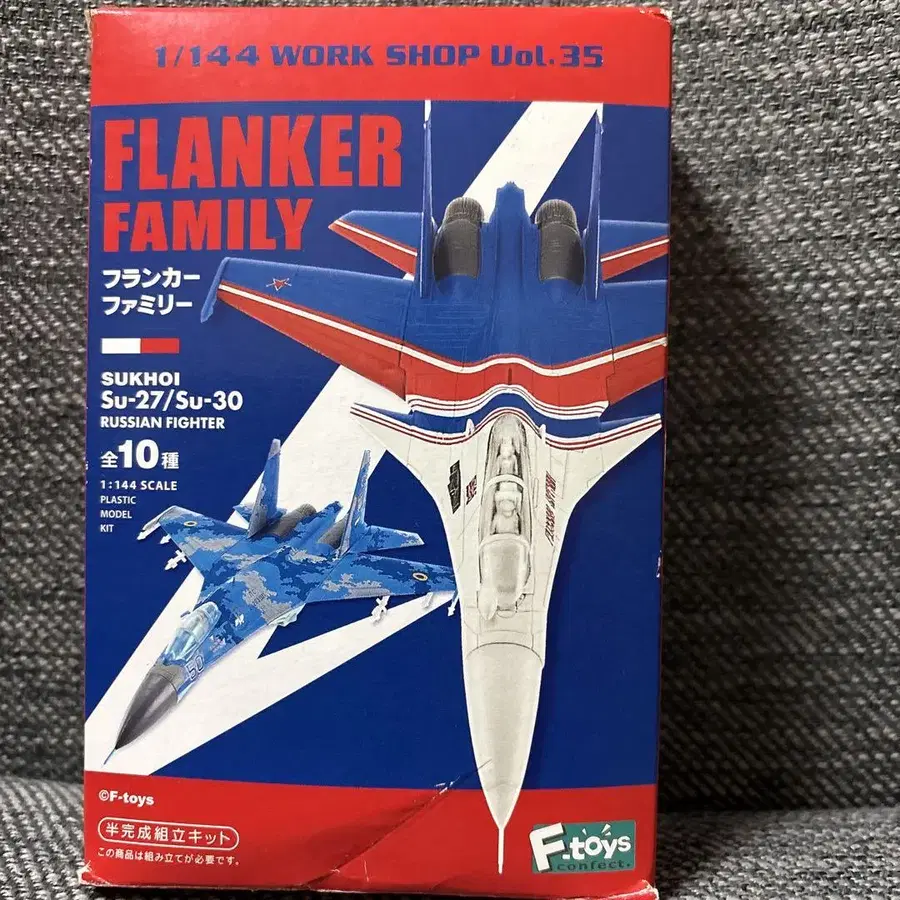 1/144 WORK SHOP Vol.35
FLANKER
FAMILY
フランカー
ファミリー
SUKHOI
Su-27/Su-30
RUSSIAN FIGHTER
全10種
1:144 SCALE
PLASTIC
MODEL
KIT
50
©F-toys
半完成組立キット
この商品は組み立てが必要です。
F-toys
confect.